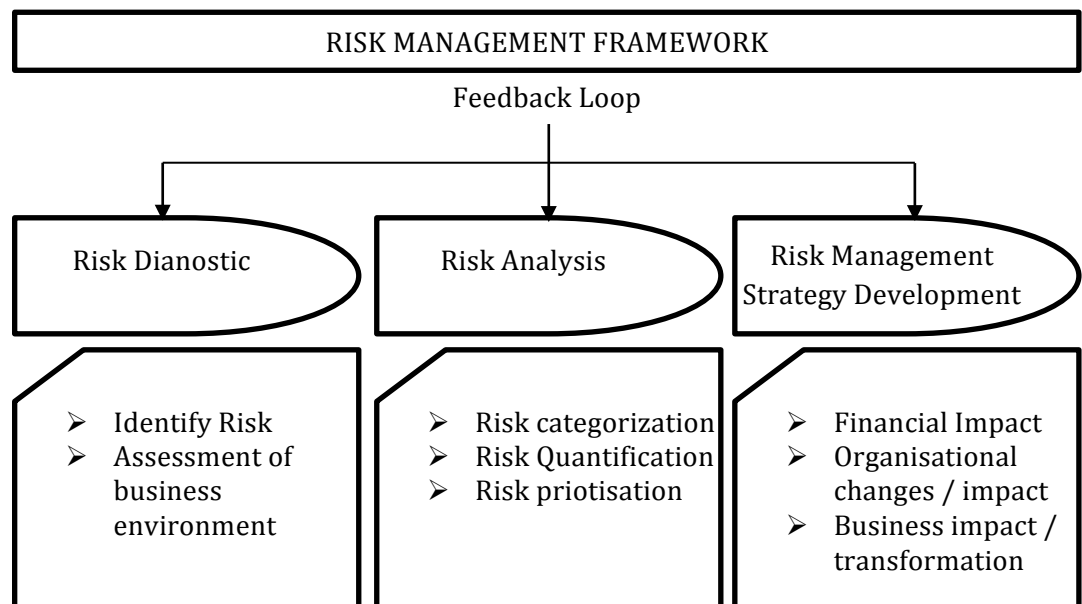 RISK MANAGEMENT FRAMEWORK
Feedback Loop
Risk Dianostic
➢ Identify Risk
➢ Assessment of
business
environment
Risk Analysis
➢ Risk categorization
➢ Risk Quantification
➢ Risk priotisation
Risk Management
Strategy Development
➢ Financial Impact
➢ Organisational
changes / impact
➢ Business impact /
transformation